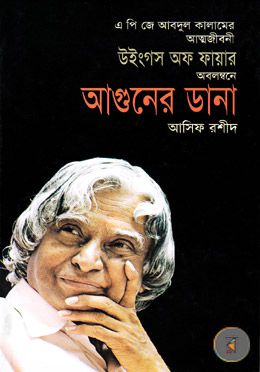 এ পি জে আবদুল কালামের
আত্মজীবনী
উইংগস অফ ফায়ার
অবলম্বনে
আগুনের ডানা
আসিফ রশীদ